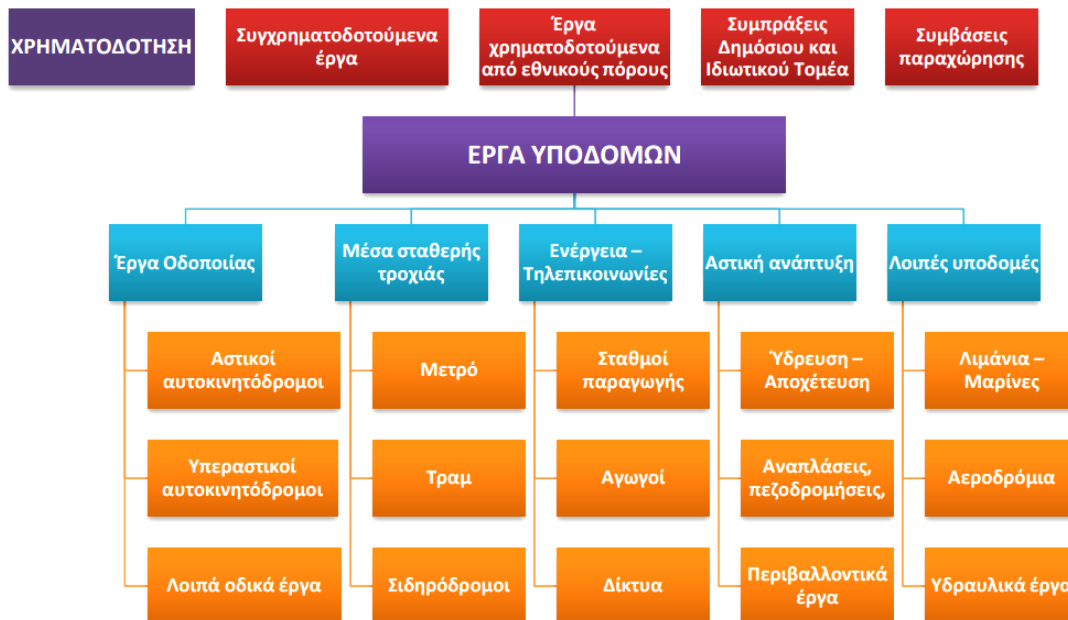 ΧΡΗΜΑΤΟΔΟΤΗΣΗ
Συγχρηματοδοτούμενα
έργα
Έργα
χρηματοδοτούμενα
από εθνικούς πόρους
Συμπράξεις
Δημόσιου και
Ιδιωτικού Τομέα
Συμβάσεις
παραχώρησης
ΕΡΓΑ ΥΠΟΔΟΜΩΝ
Έργα Οδοποιίας
Μέσα σταθερής
τροχιάς
Ενέργεια –
Τηλεπικοινωνίες
Αστική ανάπτυξη
Λοιπές υποδομές
Αστικοί
αυτοκινητόδρομοι
Μετρό
Σταθμοί
παραγωγής
Ύδρευση –
Αποχέτευση
Λιμάνια –
Μαρίνες
Υπεραστικοί
αυτοκινητόδρομοι
Τραμ
Αγωγοί
Αναπλάσεις,
πεζοδρομήσεις,
Αεροδρόμια
Λοιπά οδικά έργα
Σιδηρόδρομοι
Δίκτυα
Περιβαλλοντικά
έργα
Υδραυλικά έργα